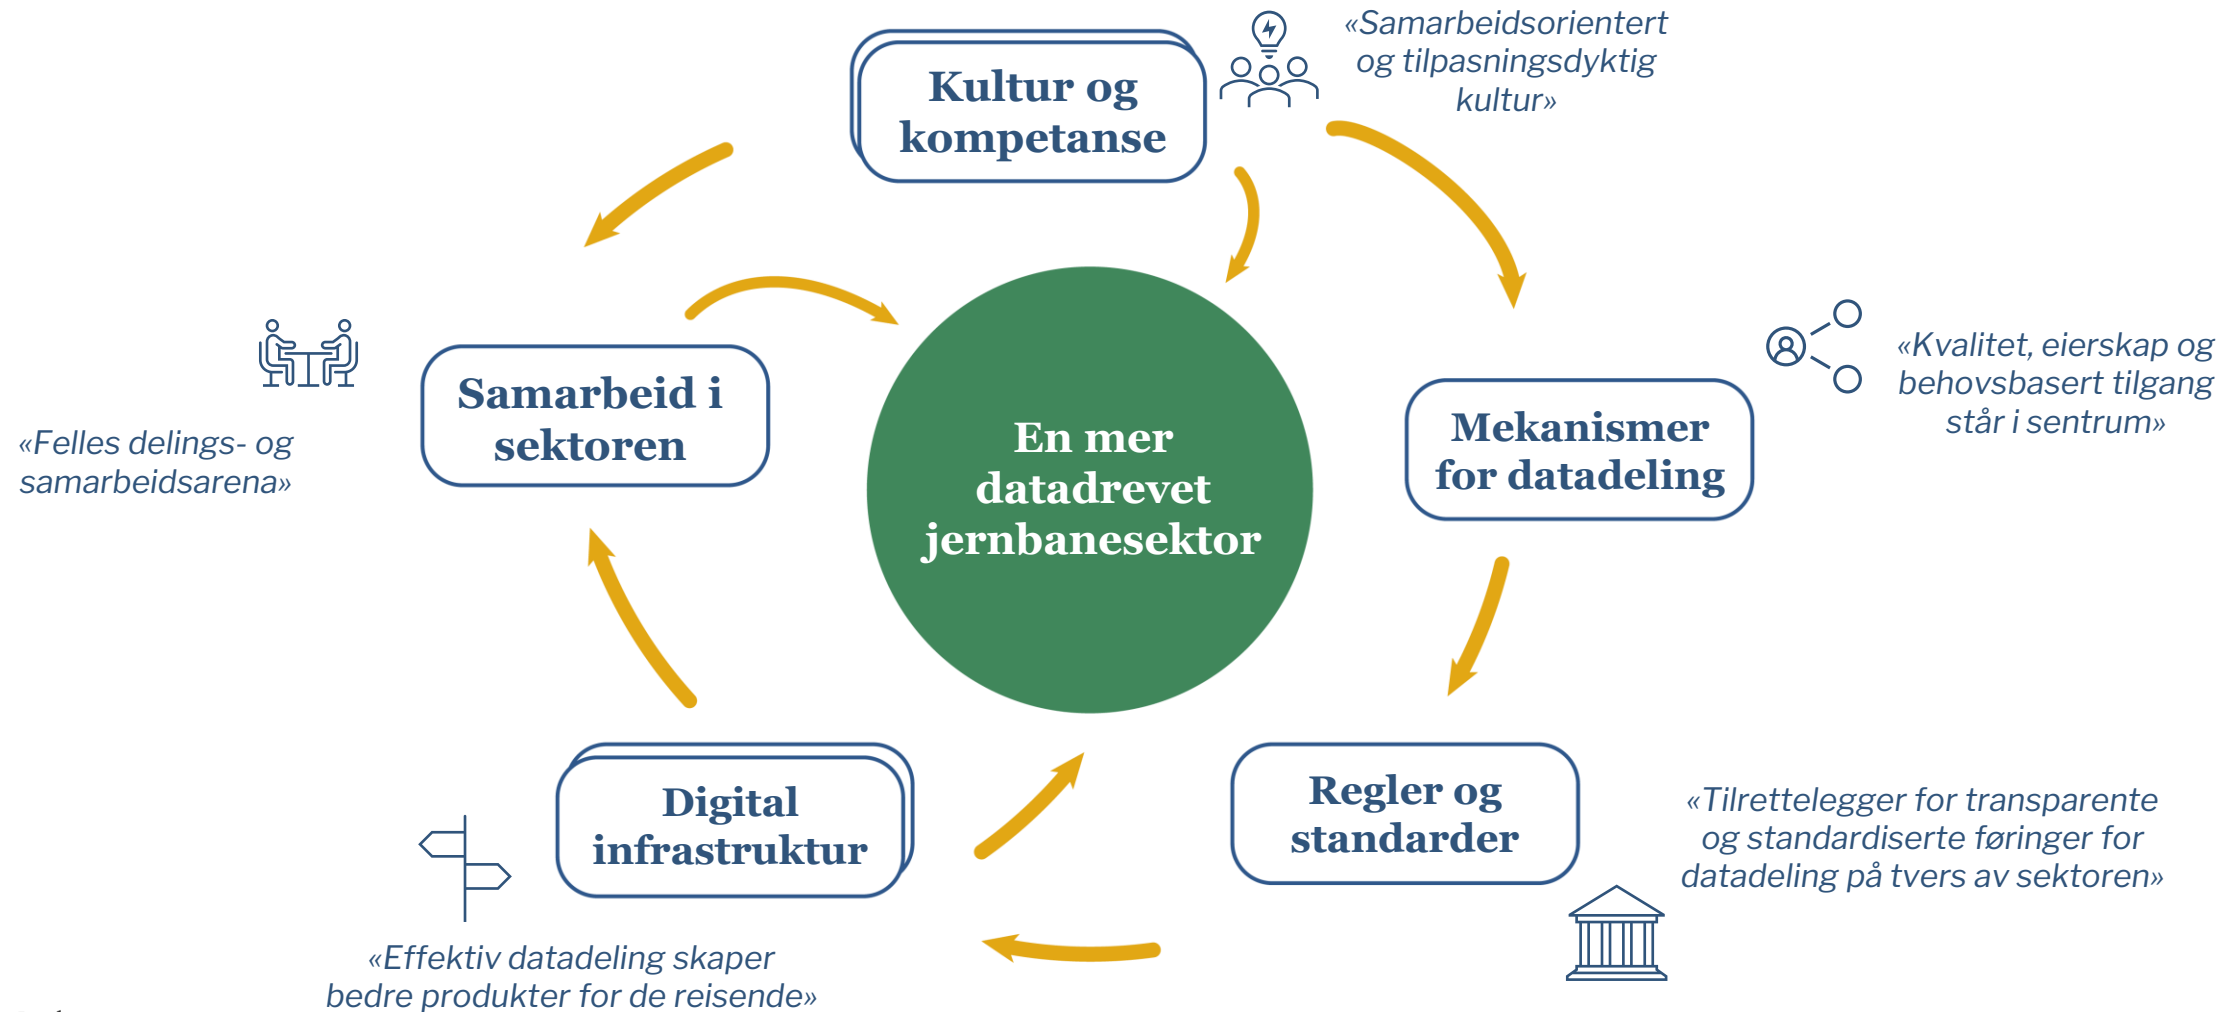 Kultur og
kompetanse
«Samarbeidsorientert
og tilpasningsdyktig
kultur»
Samarbeid i
sektoren
«Felles delings- og
samarbeidsarena»
En mer
datadrevet
jernbanesektor
Mekanismer
for datadeling
«Kvalitet, eierskap og
behovsbasert tilgang
står i sentrum»
Digital
infrastruktur
«Effektiv datadeling skaper
bedre produkter for de reisende»
Regler og
standarder
«Tilrettelegger for transparente
og standardiserte føringer for
datadeling på tvers av sektoren»